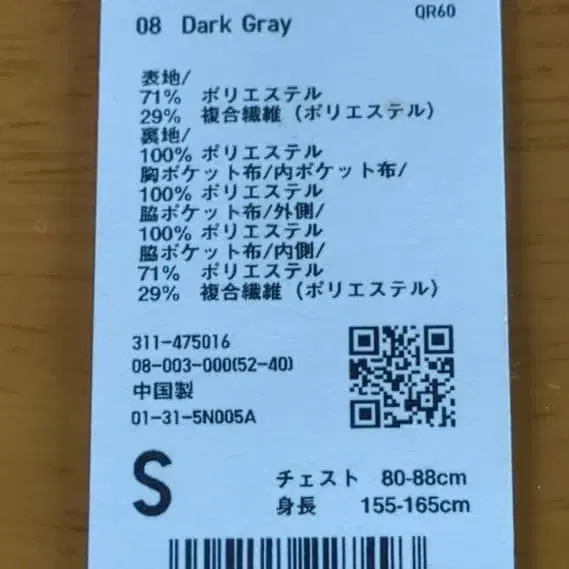 08 Dark Gray
QR60
表地/
71% ポリエステル
29% 複合繊維 (ポリエステル)
裏地/
100% ポリエステル
胸ポケット布/内ポケット布/
100% ポリエステル
脇ポケット布/外側/
100% ポリエステル
脇ポケット布/内側/
71% ポリエステル
29% 複合繊維 (ポリエステル)
311-475016
08-003-000(52-40)
中国製
01-31-5N005A
S
チェスト 80-88cm
身長 155-165cm